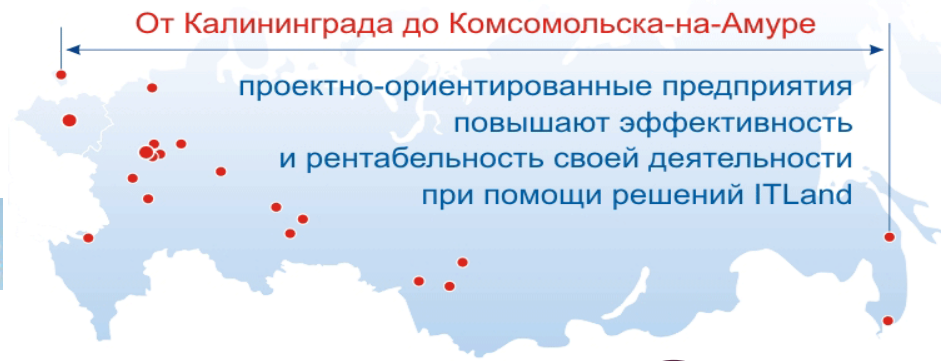 От Калининграда до Комсомольска-на-Амуре
проектно-ориентированные предприятия
повышают эффективность
и рентабельность своей деятельности
при помощи решений ITLand